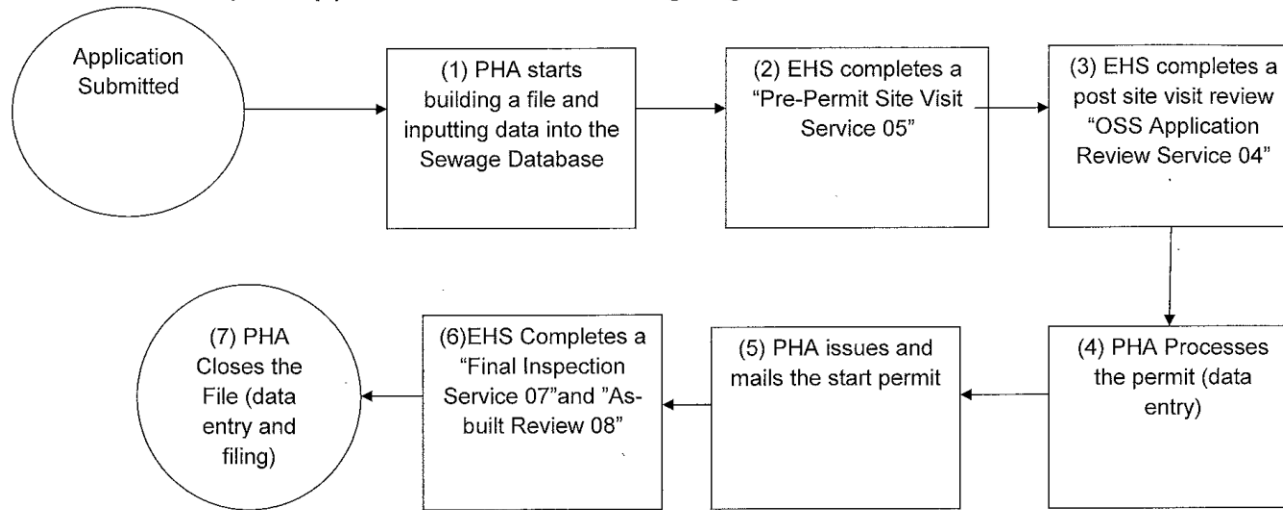 Application
Submitted
(1) PHA starts
building a file and
inputting data into the
Sewage Database
(2) EHS completes a
“Pre-Permit Site Visit
Service 05”
(3) EHS completes a
post site visit review
“OSS Application
Review Service 04”
(4) PHA Processes
the permit (data
entry)
(5) PHA issues and
mails the start permit
(6)EHS Completes a
“Final Inspection
Service 07”and ”As-
built Review 08”
(7) PHA
Closes the
File (data
entry and
filing)